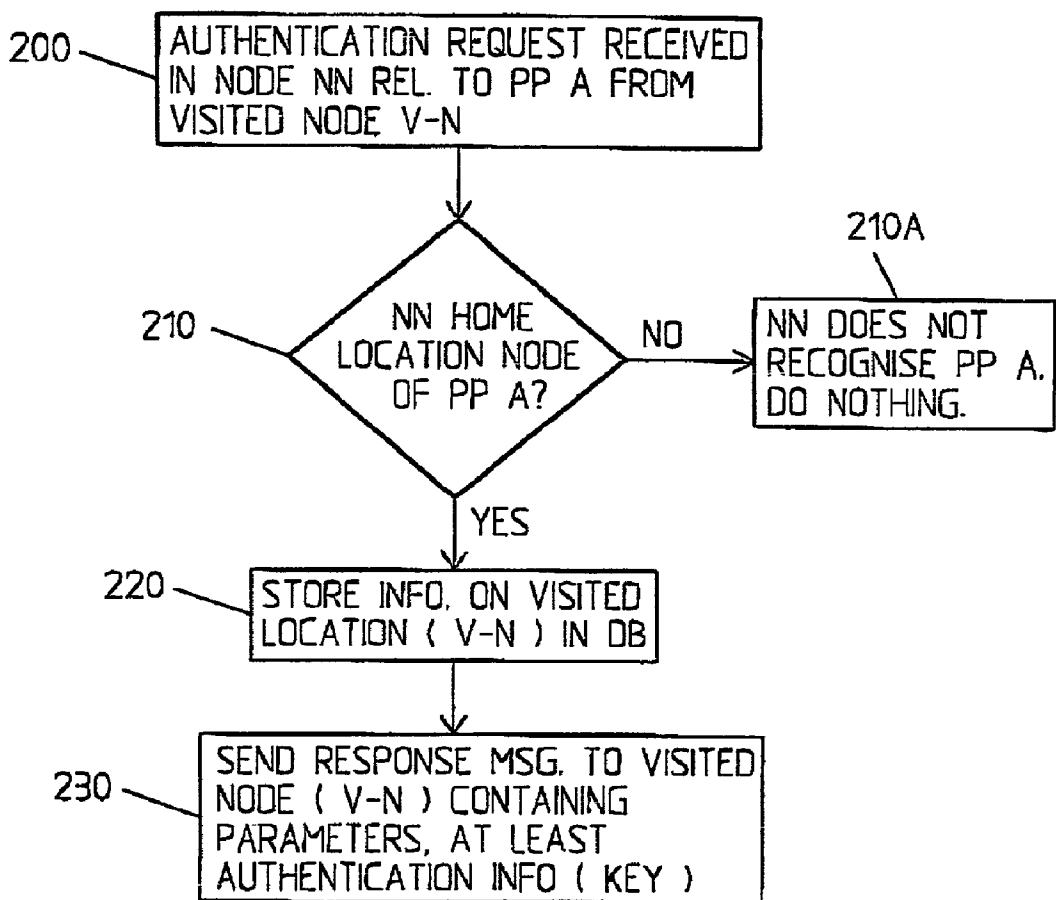 200
AUTHENTICATION REQUEST RECEIVED
IN NODE NN REL. TO PP A FROM
VISITED NODE V-N
210
NN HOME
LOCATION NODE
OF PP A?
NO
210A
NN DOES NOT
RECOGNISE PP A.
DO NOTHING.
YES
220
STORE INFO. ON VISITED
LOCATION ( V-N ) IN DB
230
SEND RESPONSE MSG. TO VISITED
NODE ( V-N ) CONTAINING
PARAMETERS, AT LEAST
AUTHENTICATION INFO ( KEY )